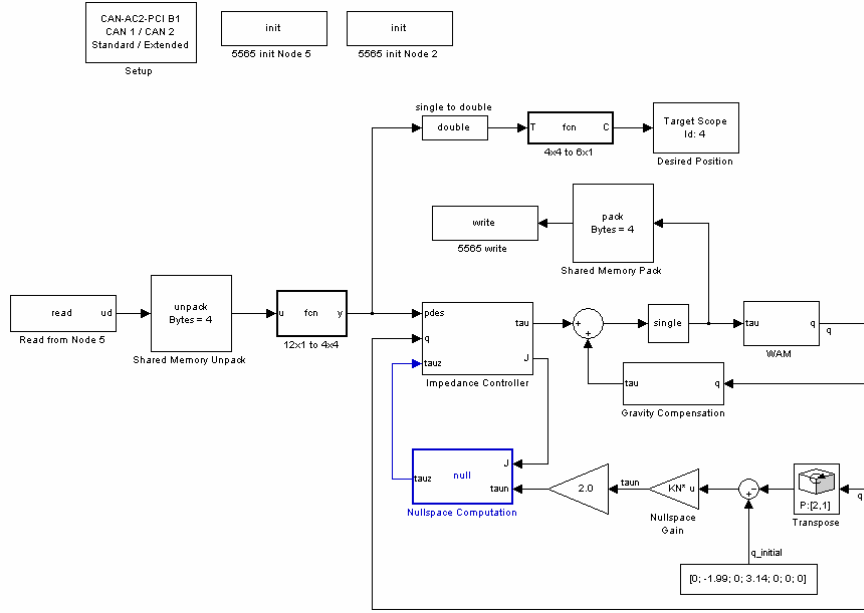 CAN-AC2-PCI B1
CAN 1 / CAN 2
Standard / Extended
Setup
init
5565 init Node 5
init
5565 init Node 2
single to double
double
T fcn C
4x4 to 6x1
Target Scope
Id: 4
Desired Position
write
5565 write
pack
Bytes = 4
Shared Memory Pack
read ud
Read from Node 5
unpack
Bytes = 4
Shared Memory Unpack
u fcn y
12x1 to 4x4
pdes
q
tauz
tau
J
Impedance Controller
+
+
single
tau q
WAM
q
tau q
Gravity Compensation
J
null
tauz taun
Nullspace Computation
2.0
taun
KN* u
Nullspace
Gain
−
+
P:[2,1]
Transpose
q
q_initial
[0; -1.99; 0; 3.14; 0; 0; 0]